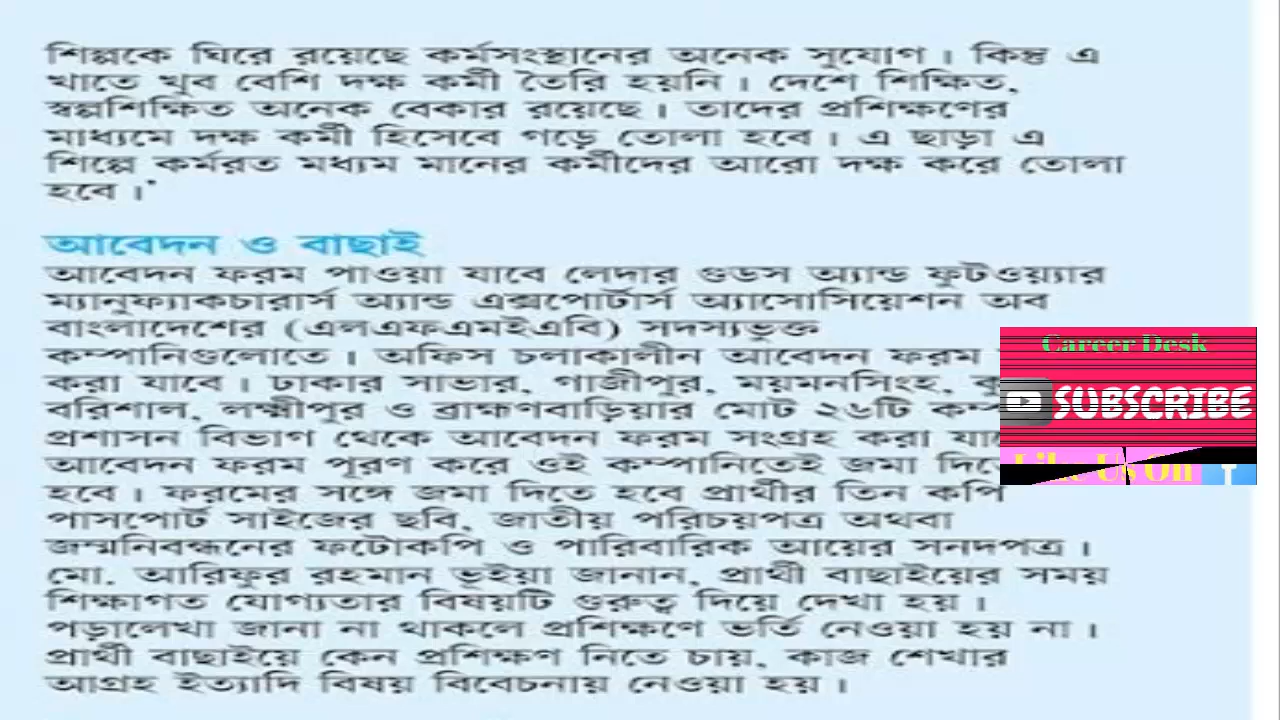 শিল্পকে ঘিরে রয়েছে কর্মসংস্থানের অনেক সুযোগ। কিন্তু এ
খাতে খুব বেশি দক্ষ কর্মী তৈরি হয়নি। দেশে শিক্ষিত,
স্বল্পশিক্ষিত অনেক বেকার রয়েছে। তাদের প্রশিক্ষণের
মাধ্যমে দক্ষ কর্মী হিসেবে গড়ে তোলা হবে। এ ছাড়া এ
শিল্পে কর্মরত মধ্যম মানের কর্মীদের আরো দক্ষ করে তোলা
হবে।'
আবেদন ও বাছাই
আবেদন ফরম পাওয়া যাবে লেদার গুডস অ্যান্ড ফুটওয়্যার
ম্যানুফ্যাকচারার্স অ্যান্ড এক্সপোর্টার্স অ্যাসোসিয়েশন অব
বাংলাদেশের (এলএফএমইএবি) সদস্যভুক্ত
কম্পানিগুলোতে। অফিস চলাকালীন আবেদন ফরম
করা যাবে। ঢাকার সাভার, গাজীপুর, ময়মনসিংহ,
বরিশাল, লক্ষ্মীপুর ও ব্রাহ্মণবাড়িয়ার মোট ২৬টি
প্রশাসন বিভাগ থেকে আবেদন ফরম সংগ্রহ করা
আবেদন ফরম পূরণ করে ওই কম্পানিতেই জমা দিতে
হবে। ফরমের সঙ্গে জমা দিতে হবে প্রার্থীর তিন কপি
পাসপোর্ট সাইজের ছবি, জাতীয় পরিচয়পত্র অথবা
জন্মনিবন্ধনের ফটোকপি ও পারিবারিক আয়ের সনদপত্র।
মো. আরিফুর রহমান ভূইয়া জানান, প্রার্থী বাছাইয়ের সময়
শিক্ষাগত যোগ্যতার বিষয়টি গুরুত্ব দিয়ে দেখা হয়।
পড়ালেখা জানা না থাকলে প্রশিক্ষণে ভর্তি নেওয়া হয় না।
প্রার্থী বাছাইয়ে কেন প্রশিক্ষণ নিতে চায়, কাজ শেখার
আগ্রহ ইত্যাদি বিষয় বিবেচনায় নেওয়া হয়।
Career Desk
SUBSCRIBE
Like Us On